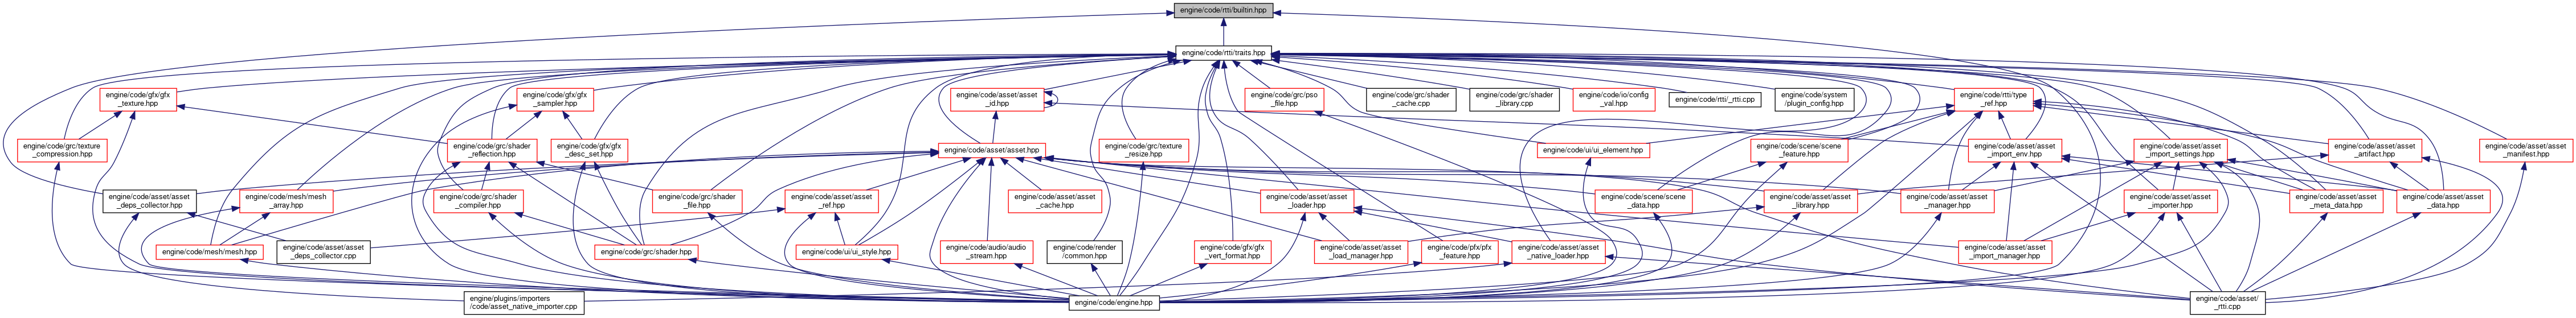 engine/code/rtti/builtin.hpp
engine/code/rtti/traits.hpp
engine/code/gfx/gfx
_texture.hpp
engine/code/gfx/gfx
_sampler.hpp
engine/code/asset/asset
_id.hpp
engine/code/grc/pso
_file.hpp
engine/code/grc/shader
_cache.cpp
engine/code/grc/shader
_library.cpp
engine/code/io/config
_val.hpp
engine/code/rtti/_rtti.cpp
engine/code/system
/plugin_config.hpp
engine/code/rtti/type
_ref.hpp
engine/code/grc/texture
_compression.hpp
engine/code/grc/shader
_reflection.hpp
engine/code/gfx/gfx
_desc_set.hpp
engine/code/asset/asset.hpp
engine/code/grc/texture
_resize.hpp
engine/code/ui/ui_element.hpp
engine/code/scene/scene
_feature.hpp
engine/code/asset/asset
_import_env.hpp
engine/code/asset/asset
_import_settings.hpp
engine/code/asset/asset
_artifact.hpp
engine/code/asset/asset
_manifest.hpp
engine/code/asset/asset
_deps_collector.hpp
engine/code/mesh/mesh
_array.hpp
engine/code/grc/shader
_compiler.hpp
engine/code/grc/shader
_file.hpp
engine/code/asset/asset
_ref.hpp
engine/code/asset/asset
_cache.hpp
engine/code/asset/asset
_loader.hpp
engine/code/scene/scene
_data.hpp
engine/code/asset/asset
_library.hpp
engine/code/asset/asset
_manager.hpp
engine/code/asset/asset
_importer.hpp
engine/code/asset/asset
_meta_data.hpp
engine/code/asset/asset
_data.hpp
engine/code/mesh/mesh.hpp
engine/code/asset/asset
_deps_collector.cpp
engine/code/grc/shader.hpp
engine/code/ui/ui_style.hpp
engine/code/audio/audio
_stream.hpp
engine/code/render
/common.hpp
engine/code/gfx/gfx
_vert_format.hpp
engine/code/asset/asset
_load_manager.hpp
engine/code/pfx/pfx
_feature.hpp
engine/code/asset/asset
_native_loader.hpp
engine/code/asset/asset
_import_manager.hpp
engine/plugins/importers
/code/asset_native_importer.cpp
engine/code/engine.hpp
engine/code/asset/
_rtti.cpp